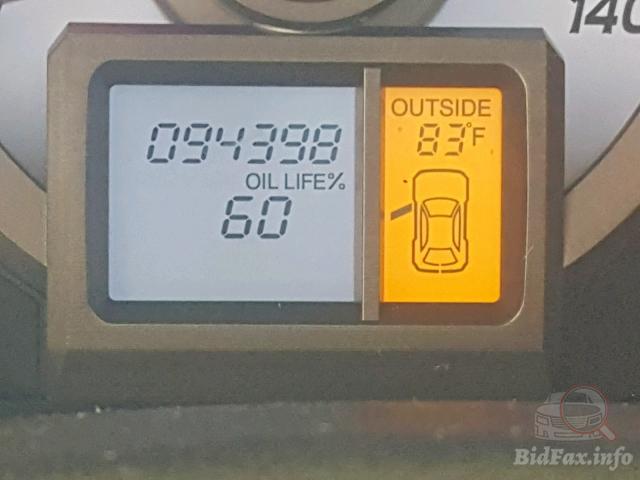 140
OUTSIDE
094398
83°F
OIL LIFE%
60
BidFax.info